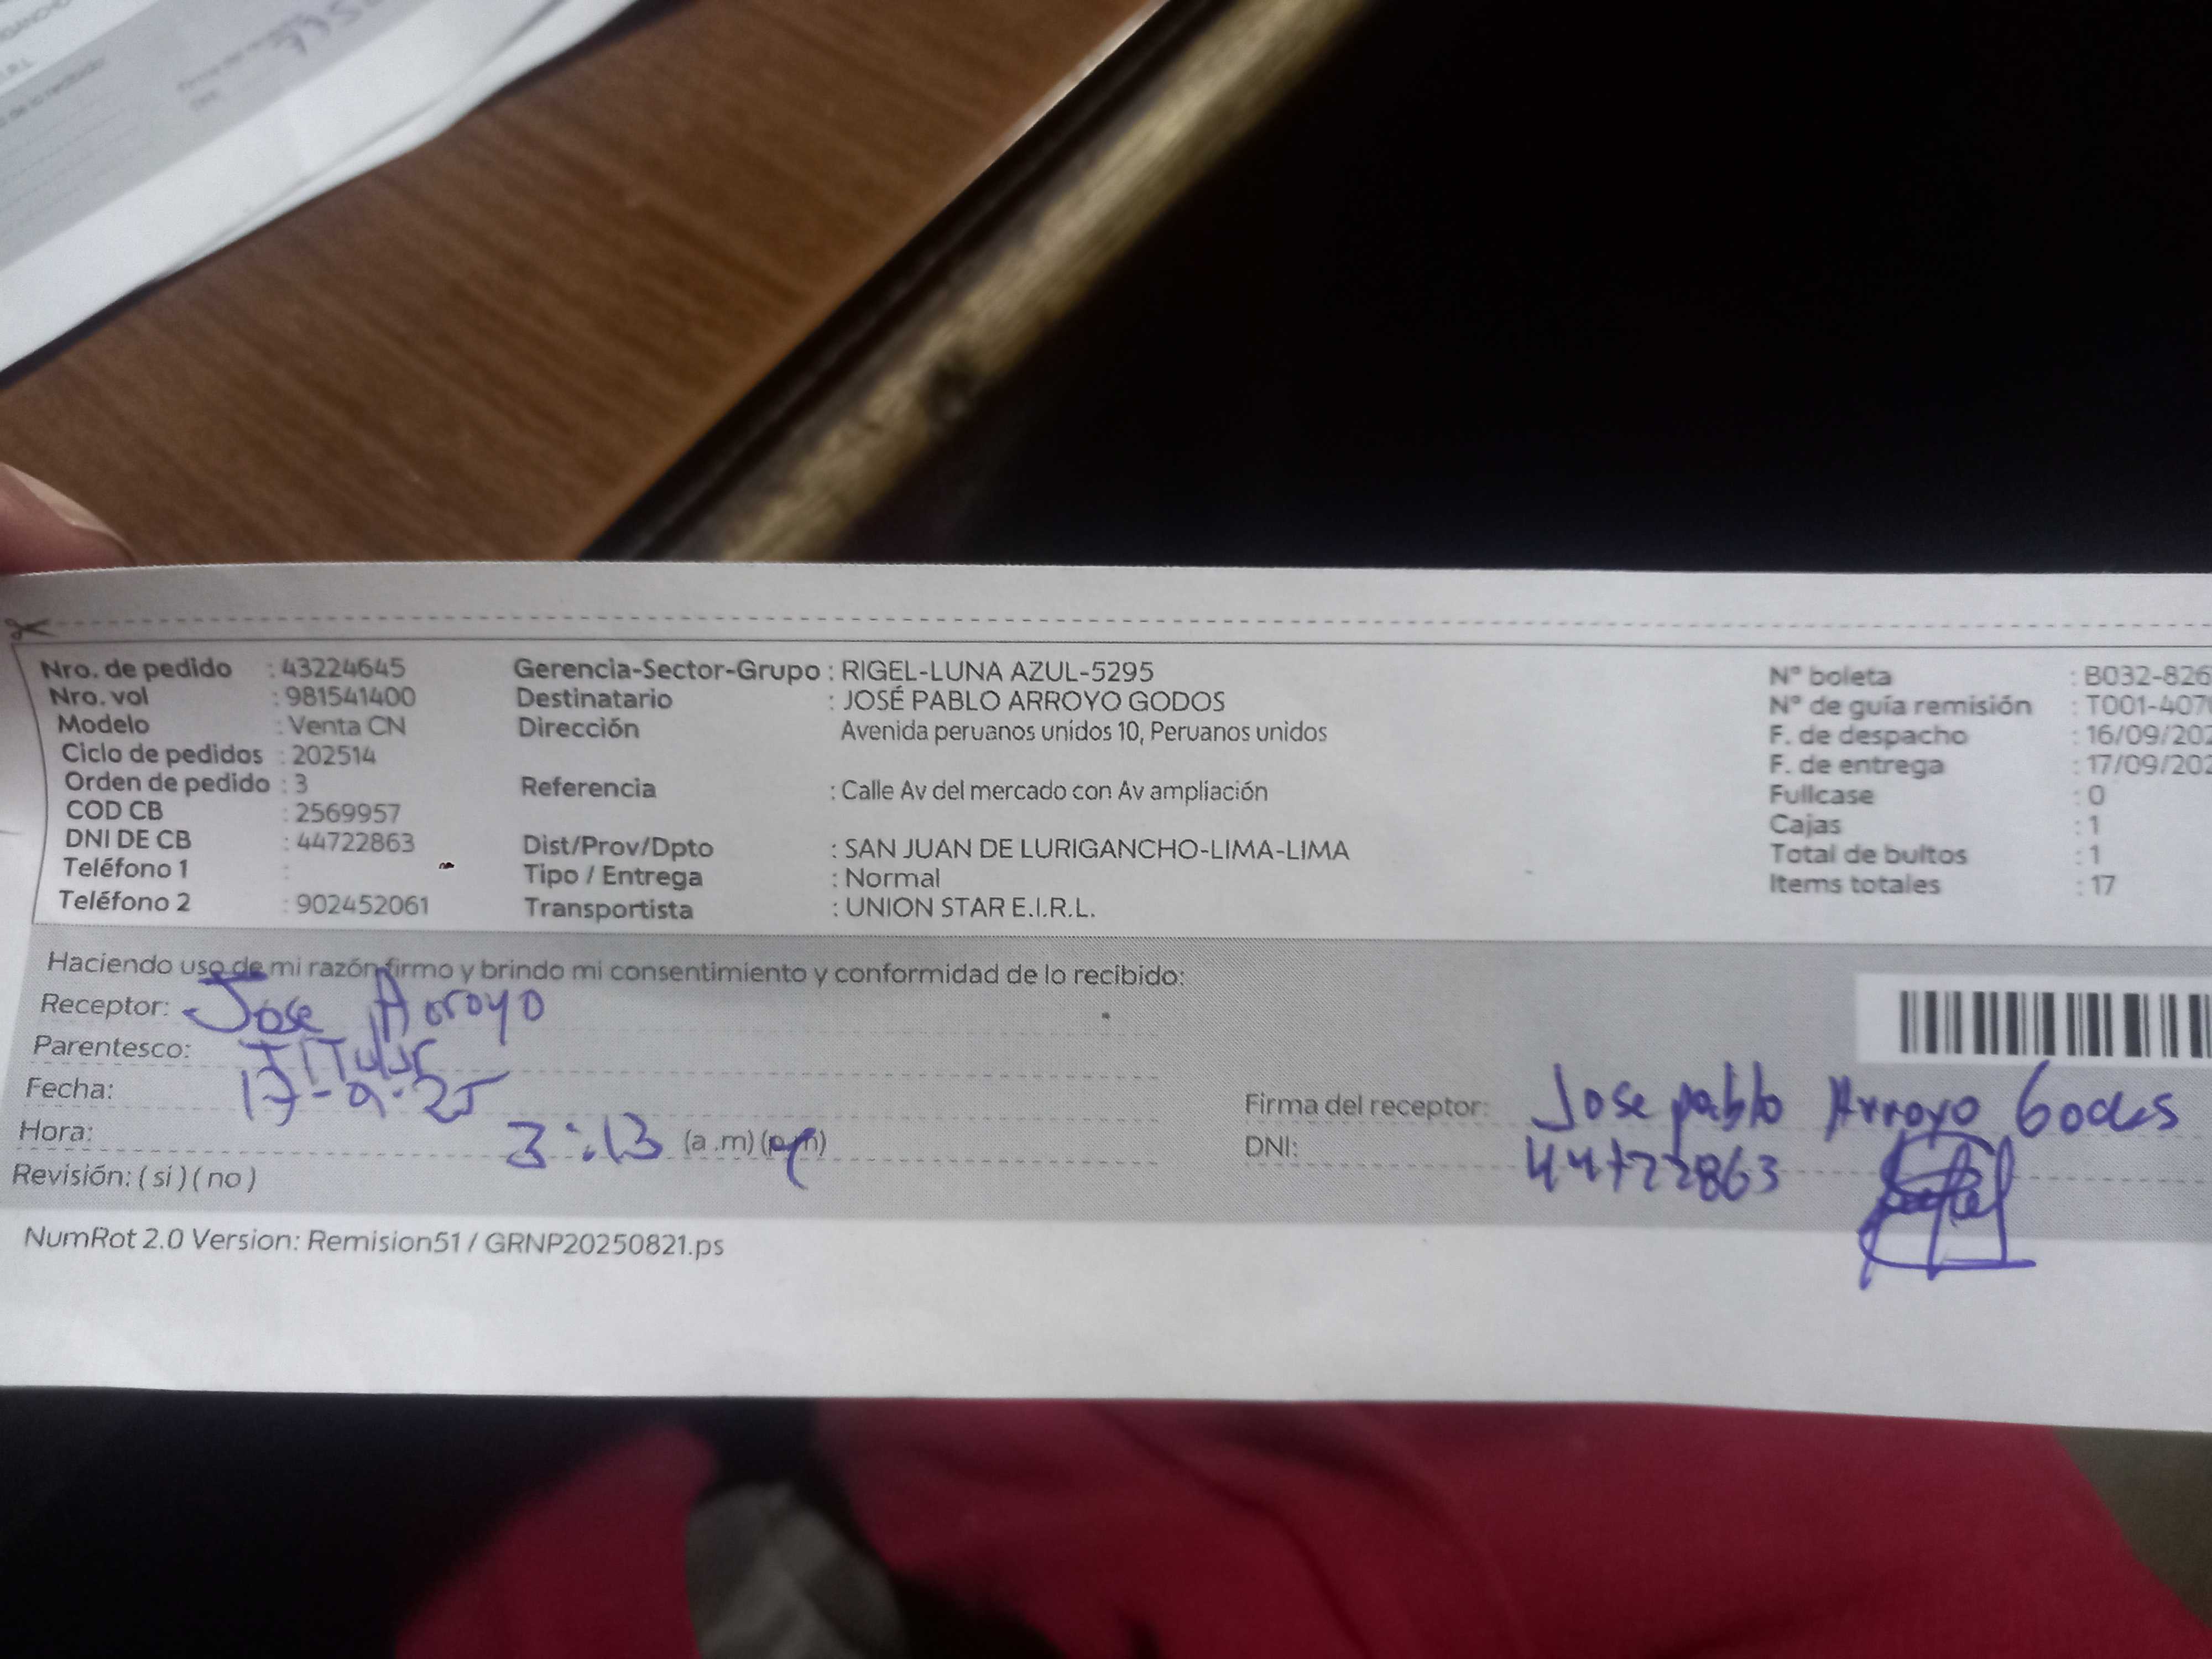 Nro. de pedido : 43224645
Nro. vol : 981541400
Modelo : Venta CN
Ciclo de pedidos : 202514
Orden de pedido : 3
COD CB : 2569957
DNI DE CB : 44722863
Teléfono 1 :
Teléfono 2 : 902452061
Gerencia-Sector-Grupo : RIGEL-LUNA AZUL-5295
Destinatario : JOSÉ PABLO ARROYO GODOS
Dirección Avenida peruanos unidos 10, Peruanos unidos
Referencia : Calle Av del mercado con Av ampliación
Dist/Prov/Dpto : SAN JUAN DE LURIGANCHO-LIMA-LIMA
Tipo / Entrega : Normal
Transportista : UNION STAR E.I.R.L.
N° boleta : B032-826
N° de guía remisión : T001-407
F. de despacho : 16/09/202
F. de entrega : 17/09/202
Fullcase : 0
Cajas : 1
Total de bultos : 1
Items totales : 17
Haciendo uso de mi razón firmo y brindo mi consentimiento y conformidad de lo recibido:
Receptor: Jose Arroyo
Parentesco: TiTular
Fecha: 17-9-25
Hora: 3:13 (a .m) (p.m)
Revisión: ( si ) ( no )
Firma del receptor: Jose pablo Arroyo Godos
DNI: 44722863
NumRot 2.0 Version: Remision51 / GRNP20250821.ps